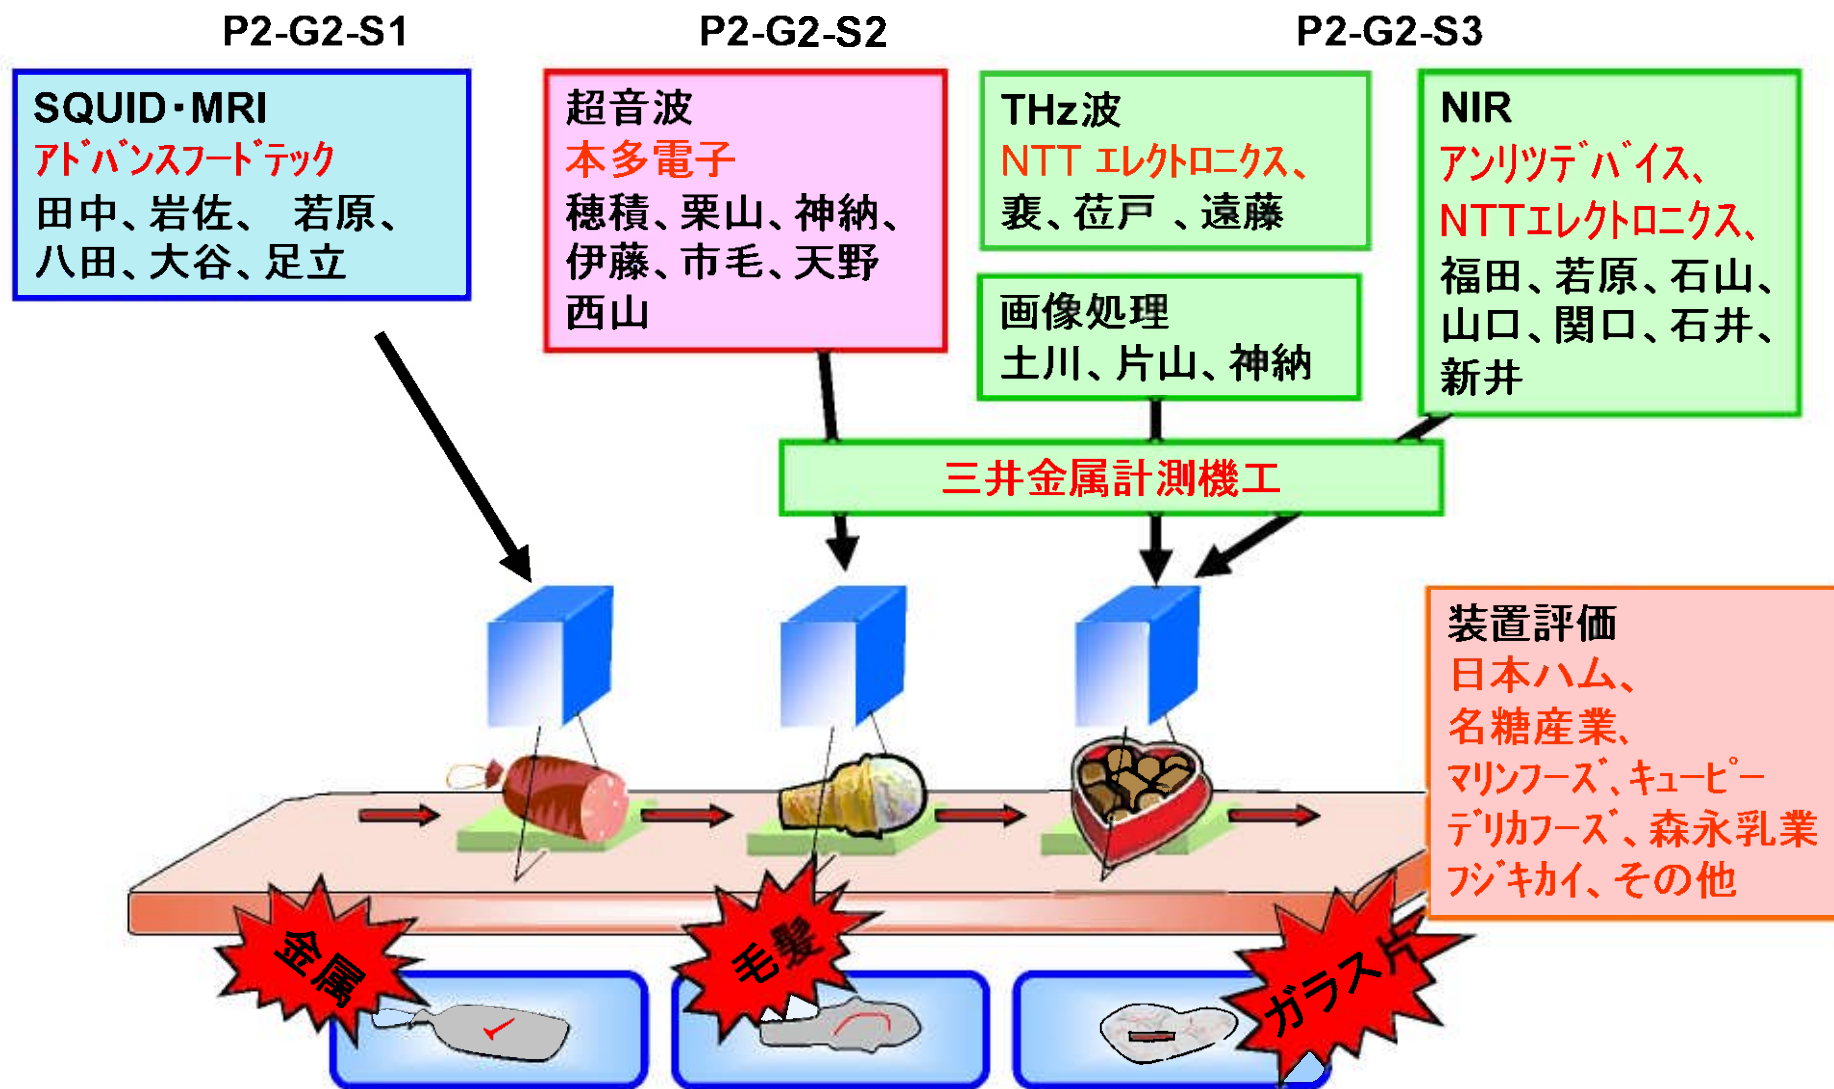 P2-G2-S1
P2-G2-S2
P2-G2-S3
SQUID・MRI
アドバンスフードテック
田中、岩佐、 若原、
八田、大谷、足立
超音波
本多電子
穂積、栗山、神納、
伊藤、市毛、天野
西山
THz波
NTT エレクトロニクス、
裵、莅戸 、遠藤
画像処理
土川、片山、神納
NIR
アンリツデバイス、
NTTエレクトロニクス、
福田、若原、石山、
山口、関口、石井、
新井
三井金属計測機工
装置評価
日本ハム、
名糖産業、
マリンフーズ、キューピー
デリカフーズ、森永乳業
フジキカイ、その他
金属
毛髪
ガラス片